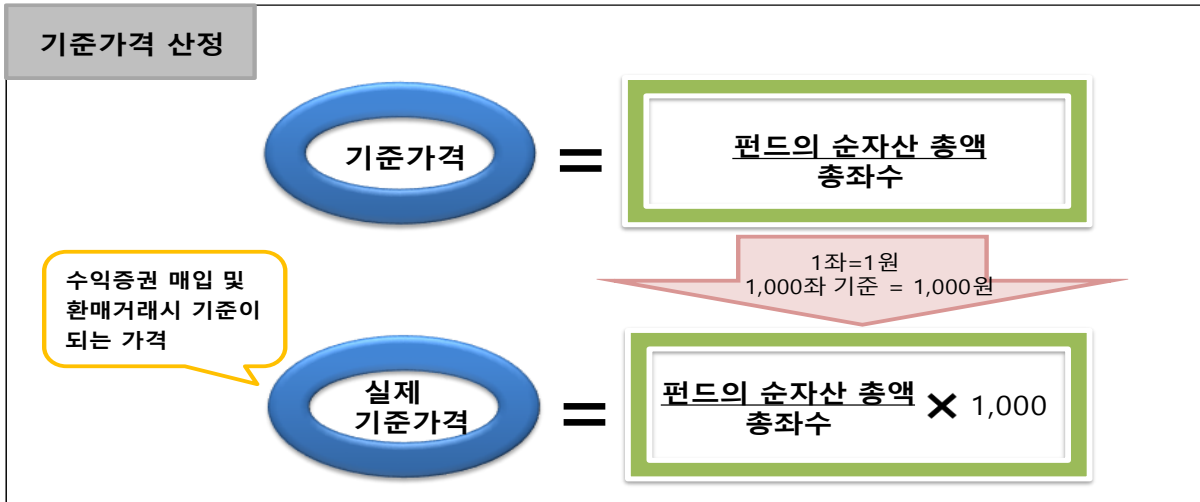 기준가격 산정
기준가격
=
펀드의 순자산 총액
총좌수
1좌=1원
1,000좌 기준 = 1,000원
수익증권 매입 및
환매거래시 기준이
되는 가격
실제
기준가격
=
펀드의 순자산 총액
총좌수
× 1,000